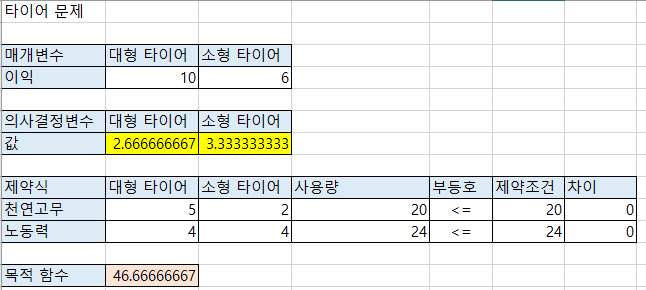 타이어 문제
매개변수 대형 타이어 소형 타이어
이익 10 6
의사결정변수 대형 타이어 소형 타이어
값 2.666666667 3.333333333
제약식 대형 타이어 소형 타이어 사용량 부등호 제약조건 차이
천연고무 5 2 20 <= 20 0
노동력 4 4 24 <= 24 0
목적 함수 46.66666667